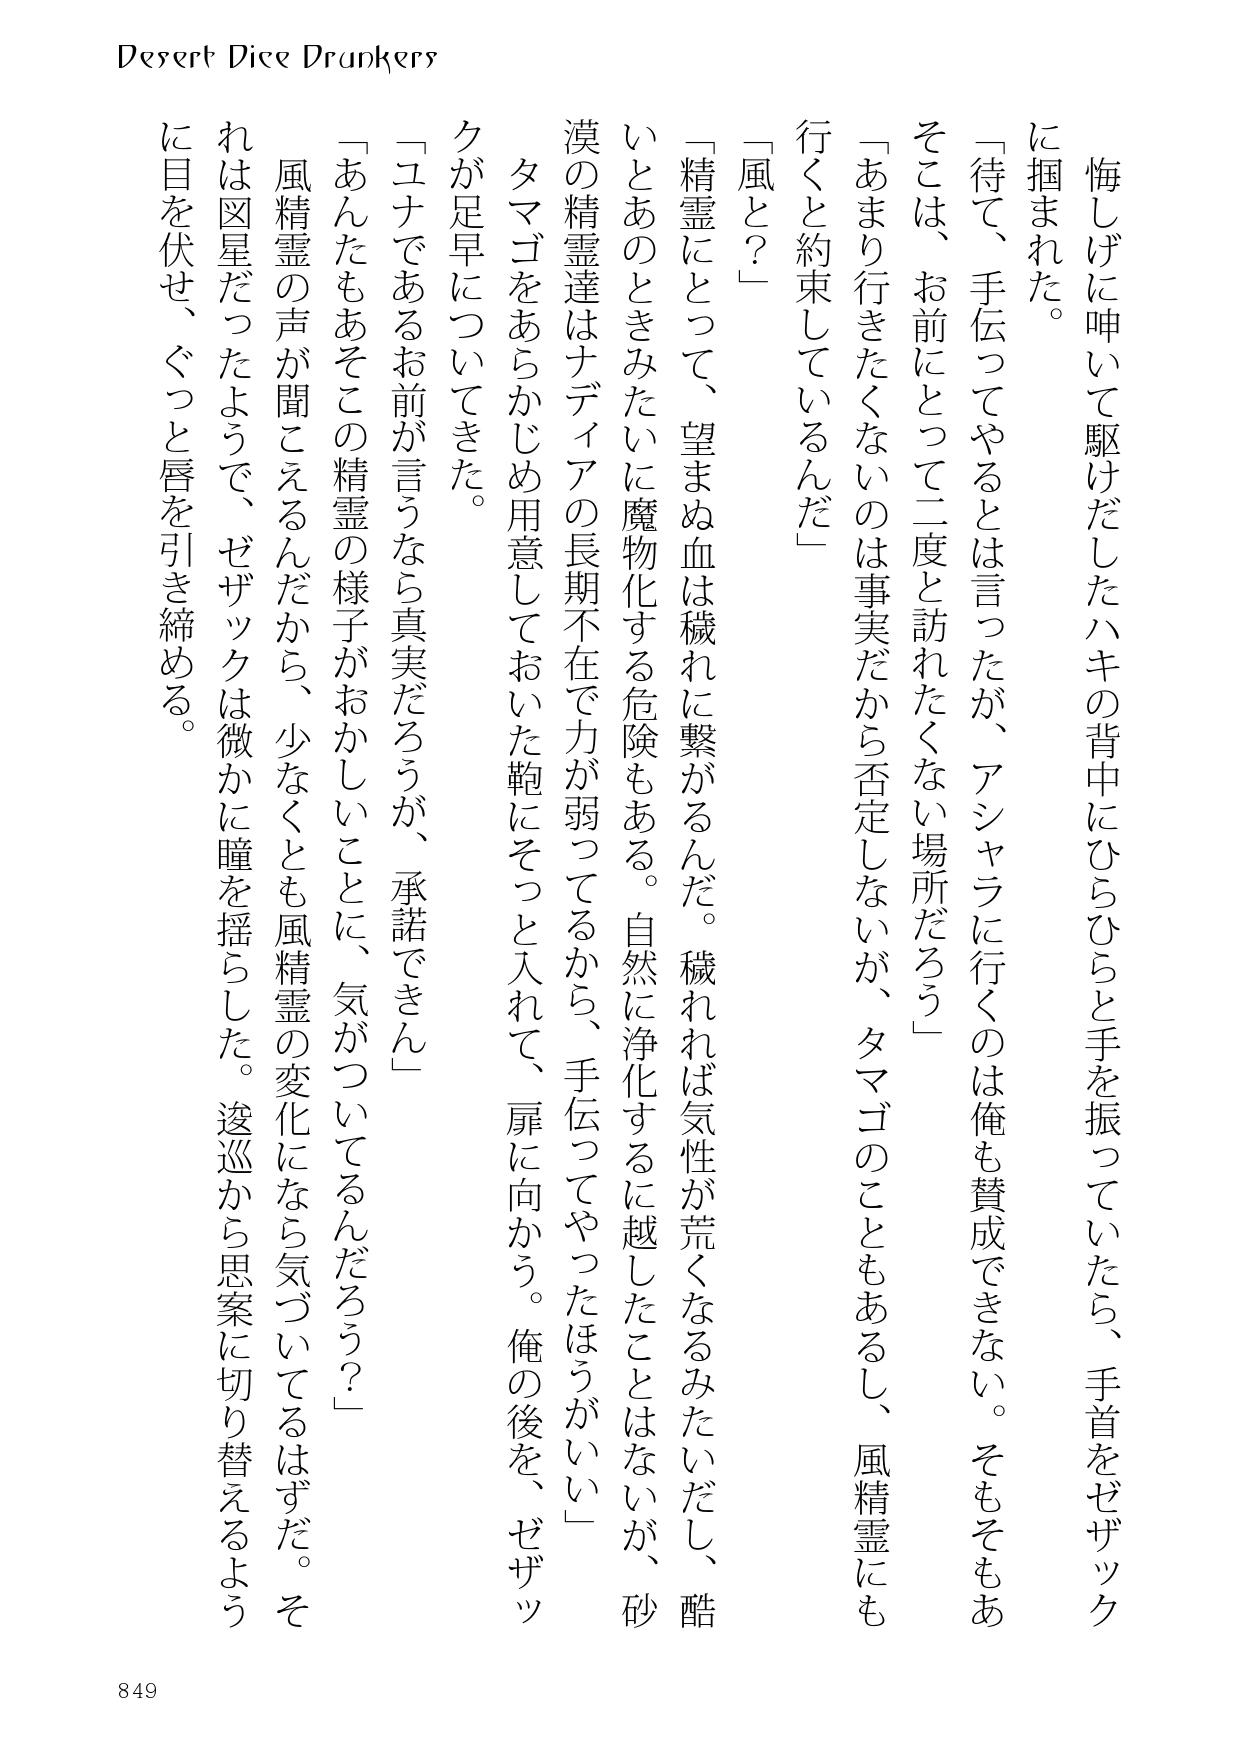 Desert Dice Drunkers
　悔しげに呻いて駆けだしたハキの背中にひらひらと手を振っていたら、手首をゼザック
に掴まれた。
「待て、手伝ってやるとは言ったが、アシャラに行くのは俺も賛成できない。そもそもあ
そこは、お前にとって二度と訪れたくない場所だろう」
「あまり行きたくないのは事実だから否定しないが、タマゴのこともあるし、風精霊にも
行くと約束しているんだ」
「風と？」
「精霊にとって、望まぬ血は穢れに繋がるんだ。穢れれば気性が荒くなるみたいだし、酷
いとあのときみたいに魔物化する危険もある。自然に浄化するに越したことはないが、砂
漠の精霊達はナディアの長期不在で力が弱ってるから、手伝ってやったほうがいい」
　タマゴをあらかじめ用意しておいた鞄にそっと入れて、扉に向かう。俺の後を、ゼザッ
クが足早についてきた。
「ユナであるお前が言うなら真実だろうが、承諾できん」
「あんたもあそこの精霊の様子がおかしいことに、気がついてるんだろう？」
　風精霊の声が聞こえるんだから、少なくとも風精霊の変化になら気づいてるはずだ。そ
れは図星だったようで、ゼザックは微かに瞳を揺らした。逡巡から思案に切り替えるよう
に目を伏せ、ぐっと唇を引き締める。
849